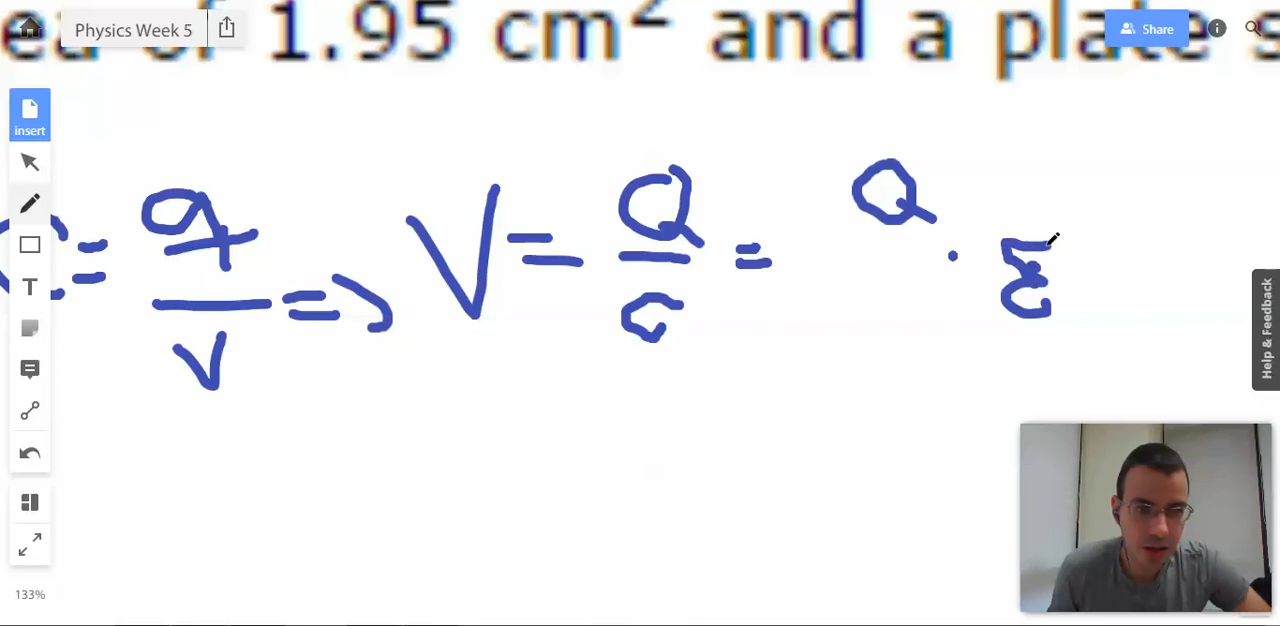 ea of 1.95 cm² and a plate s
Physics Week 5
Share
insert
T
C = q / V => V = Q / C = Q · ε
Help & Feedback
133%